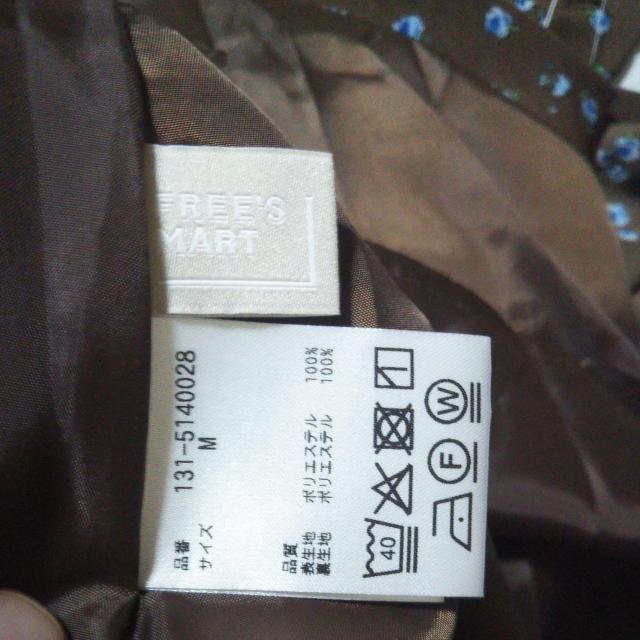 FREE'S
MART
品番 131-5140028
サイズ M
品質
表生地 ポリエステル 100%
裏生地 ポリエステル 100%
40
W
F